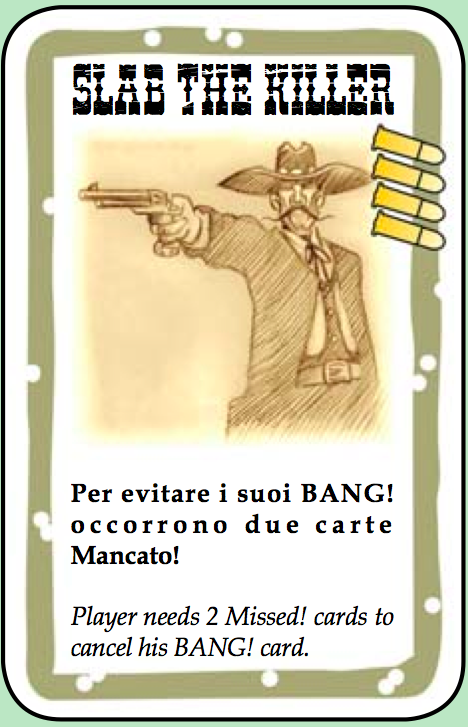 SLAB THE KILLER
Per evitare i suoi BANG!
occorrono due carte
Mancato!
Player needs 2 Missed! cards to
cancel his BANG! card.